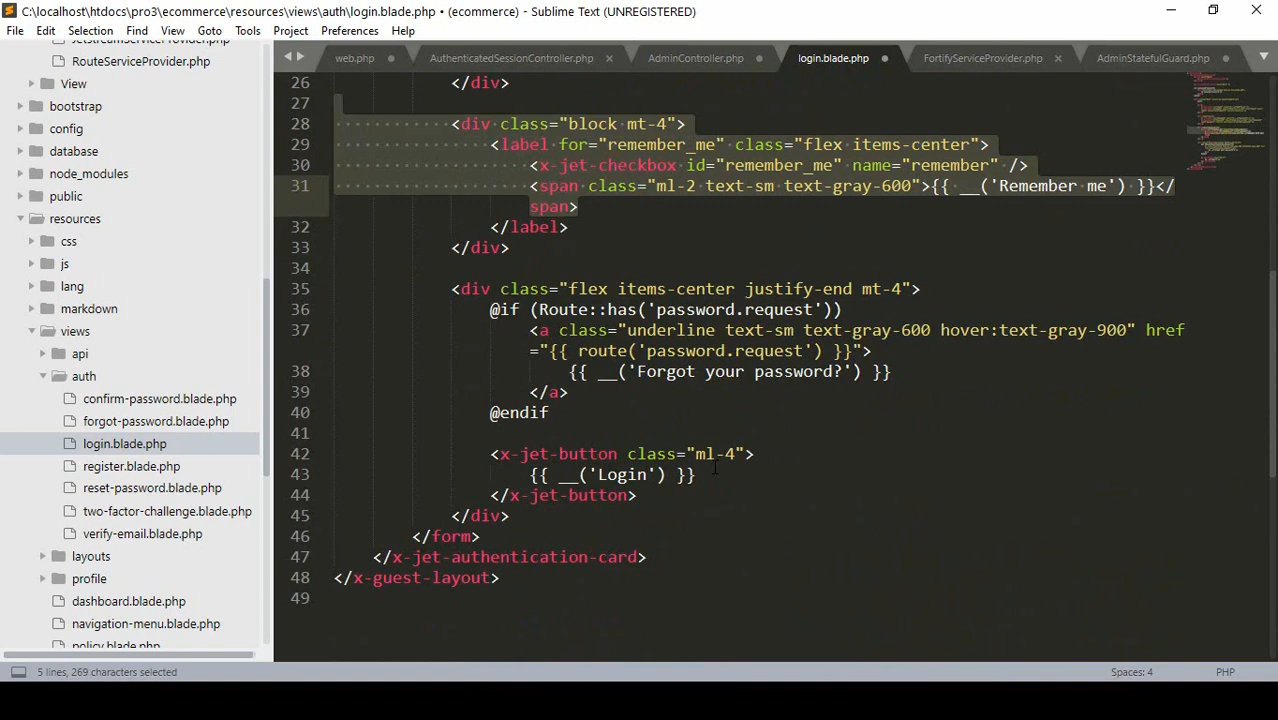 C:\localhost\htdocs\pro3\ecommerce\resources\views\auth\login.blade.php • (ecommerce) - Sublime Text (UNREGISTERED)
File Edit Selection Find View Goto Tools Project Preferences Help
web.php AuthenticatedSessionController.php AdminController.php login.blade.php FortifyServiceProvider.php AdminStatefulGuard.php
JetStreamServiceProvider.php
RouteServiceProvider.php
View
bootstrap
config
database
node_modules
public
resources
css
js
lang
markdown
views
api
auth
confirm-password.blade.php
forgot-password.blade.php
login.blade.php
register.blade.php
reset-password.blade.php
two-factor-challenge.blade.php
verify-email.blade.php
layouts
profile
dashboard.blade.php
navigation-menu.blade.php
policy.blade.php
26 </div>
27
28 <div class="block mt-4">
29 <label for="remember_me" class="flex items-center">
30 <x-jet-checkbox id="remember_me" name="remember" />
31 <span class="ml-2 text-sm text-gray-600">{{ __('Remember me') }}</
span>
32 </label>
33 </div>
34
35 <div class="flex items-center justify-end mt-4">
36 @if (Route::has('password.request'))
37 <a class="underline text-sm text-gray-600 hover:text-gray-900" href
="{{ route('password.request') }}">
38 {{ __('Forgot your password?') }}
39 </a>
40 @endif
41
42 <x-jet-button class="ml-4">
43 {{ __('Login') }}
44 </x-jet-button>
45 </div>
46 </form>
47 </x-jet-authentication-card>
48 </x-guest-layout>
49
5 lines, 269 characters selected Spaces: 4 PHP